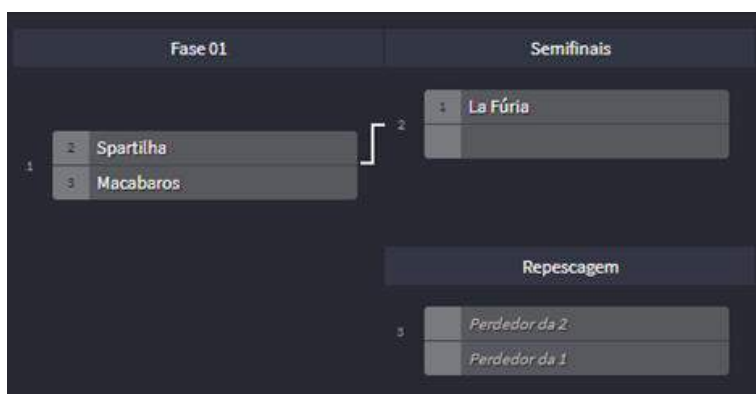 Fase 01
Semifinais
1 La Fúria
2
2 Spartilha
1
3 Macabaros
Repescagem
Perdedor da 2
3
Perdedor da 1